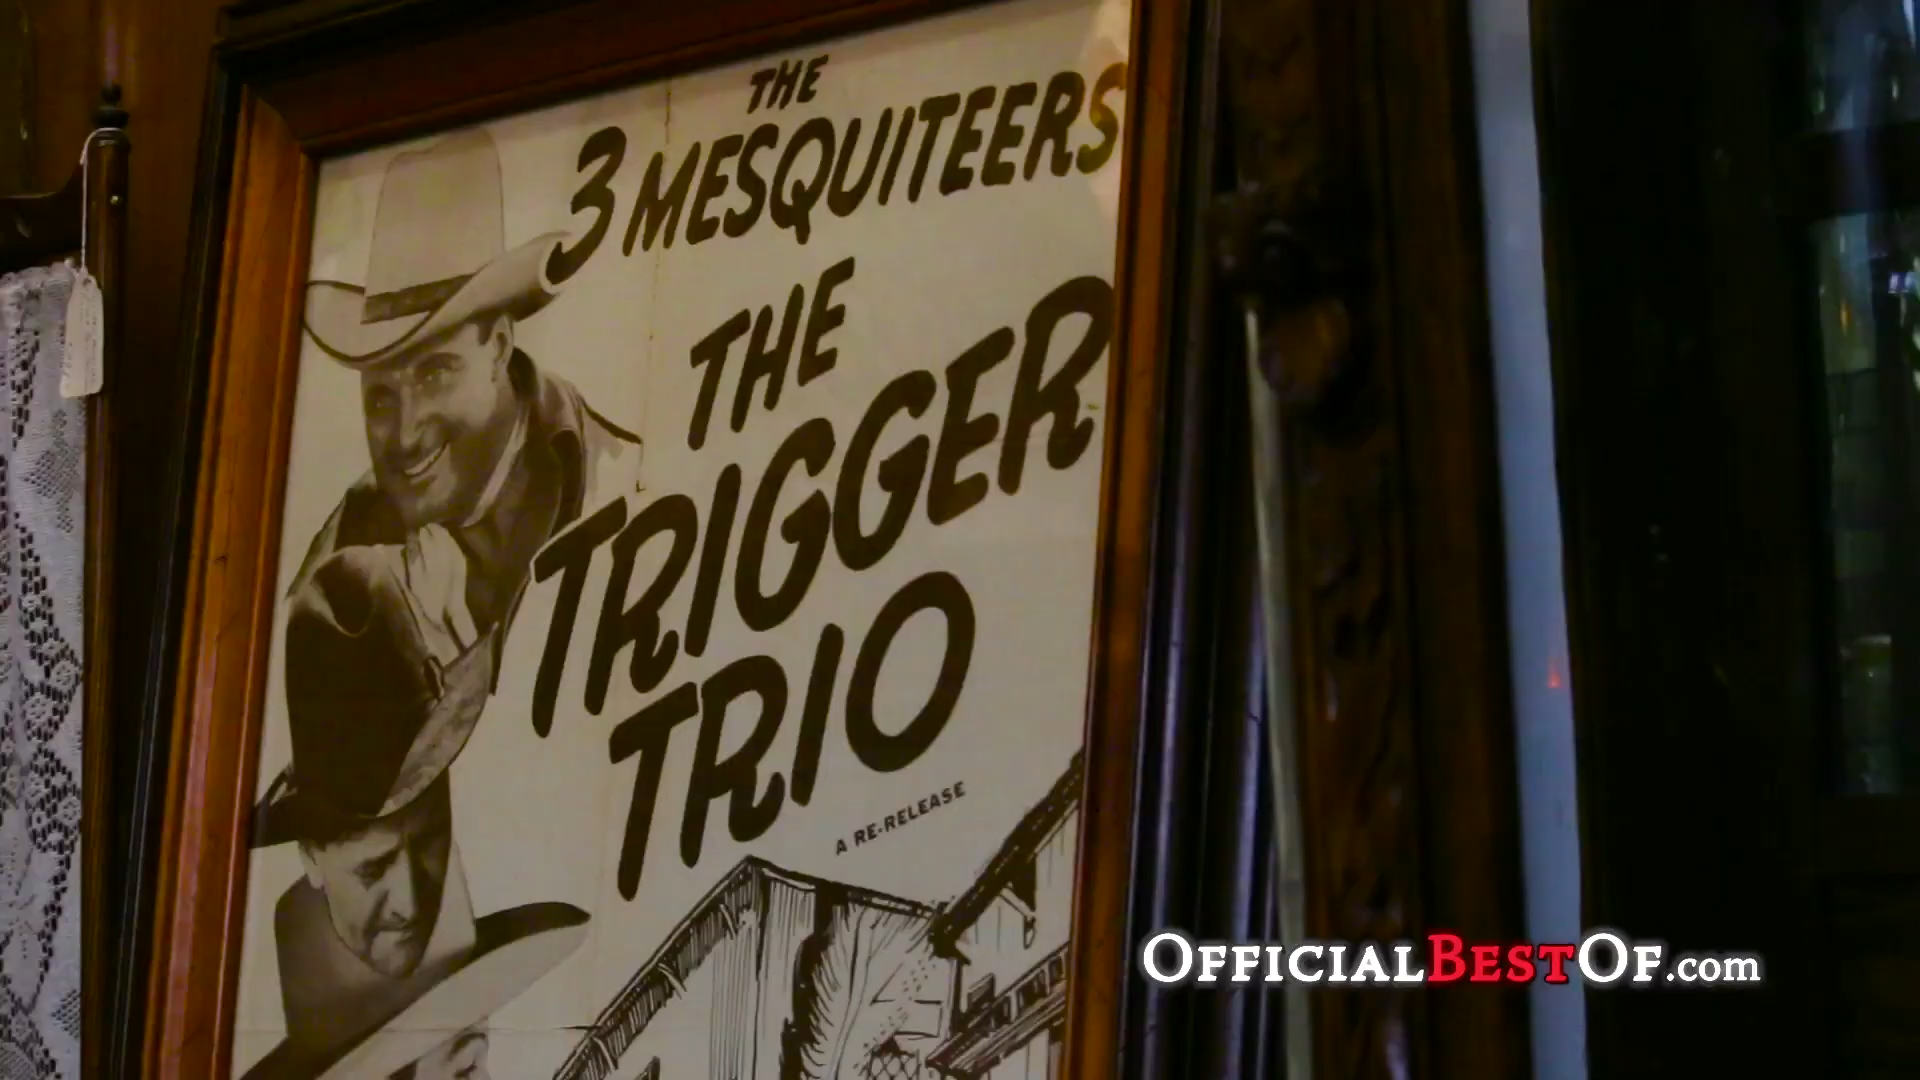 THE
3 MESQUITEERS
THE
TRIGGER
TRIO
A RE-RELEASE
OFFICIALBESTOF.com